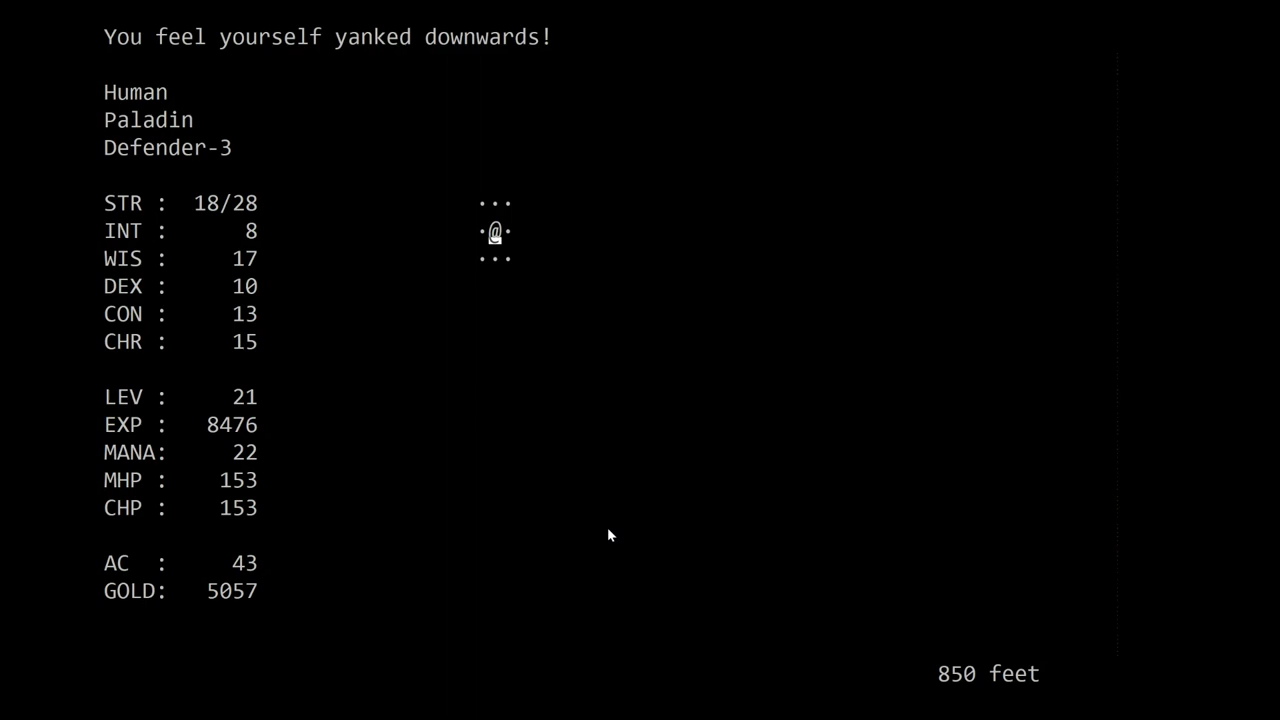 You feel yourself yanked downwards!
Human
Paladin
Defender-3
STR : 18/28
...
INT : 8
.@.
WIS : 17
...
DEX : 10
CON : 13
CHR : 15
LEV : 21
EXP : 8476
MANA: 22
MHP : 153
CHP : 153
AC : 43
GOLD: 5057
850 feet